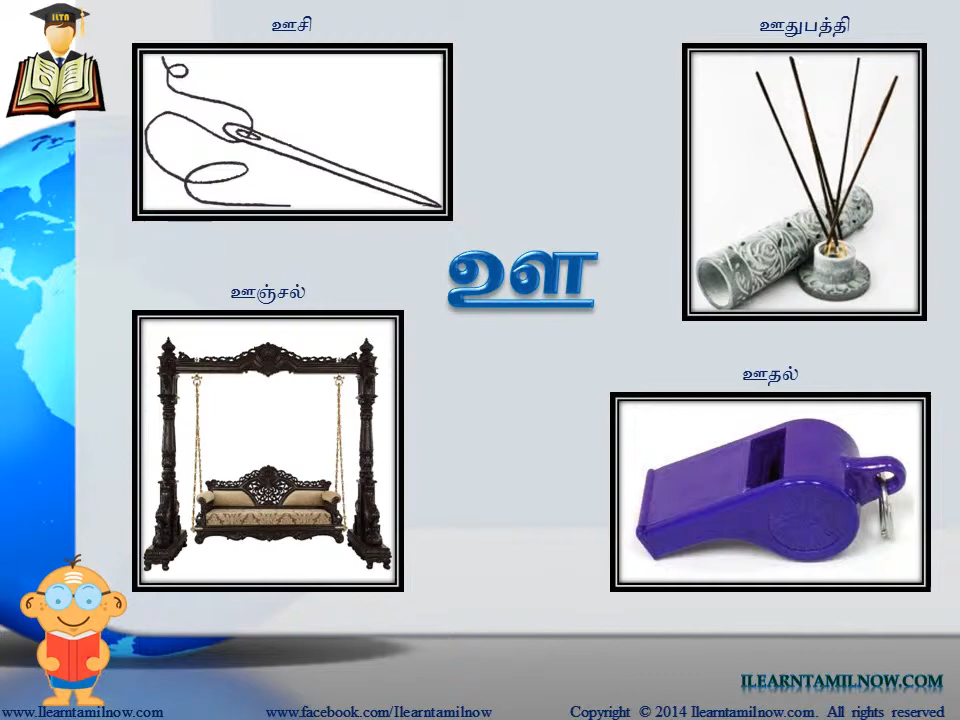 ILTN
ஊசி
ஊதுபத்தி
ஊ
ஊஞ்சல்
ஊதல்
ILEARNTAMILNOW.COM
www.Ilearntamilnow.com www.facebook.com/Ilearntamilnow Copyright © 2014 Ilearntamilnow.com. All rights reserved